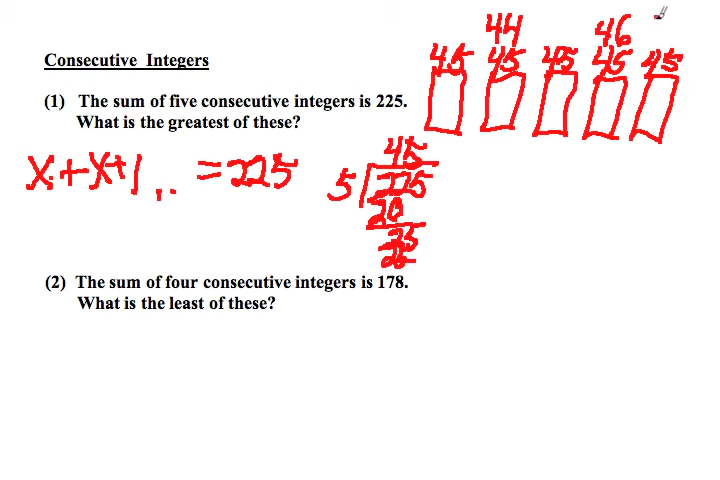 44 46
45 45 45 45 45
Consecutive Integers
(1) The sum of five consecutive integers is 225.
What is the greatest of these?
x + x+1 .. = 225
45
5 225
20
25
25
(2) The sum of four consecutive integers is 178.
What is the least of these?